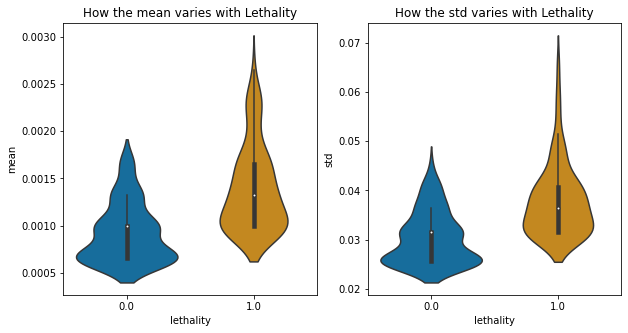 How the mean varies with Lethality
mean
0.0030
0.0025
0.0020
0.0015
0.0010
0.0005
0.0
1.0
lethality
How the std varies with Lethality
std
0.07
0.06
0.05
0.04
0.03
0.02
0.0
1.0
lethality